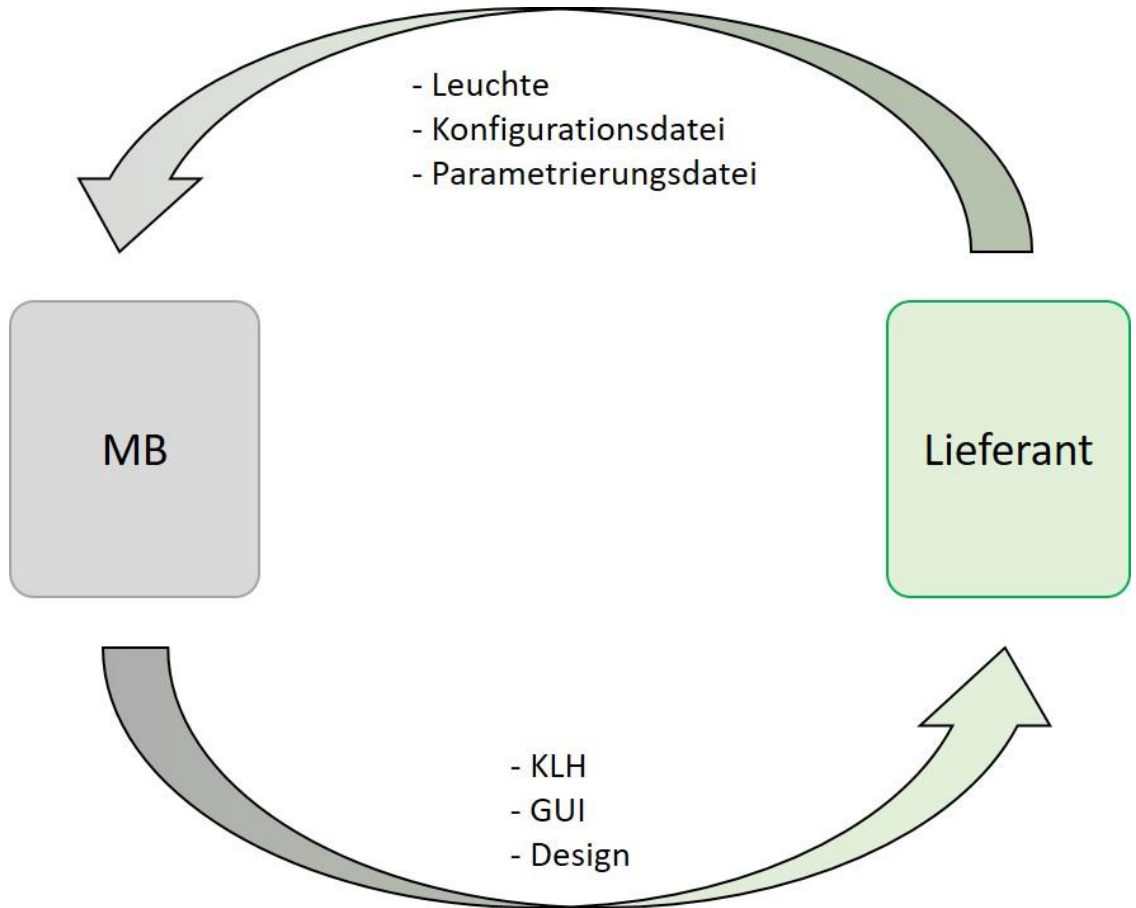 - Leuchte
- Konfigurationsdatei
- Parametrierungsdatei
MB
Lieferant
- KLH
- GUI
- Design